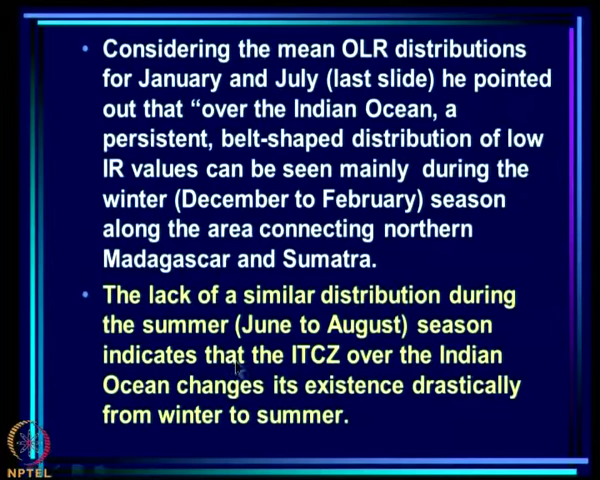 • Considering the mean OLR distributions
for January and July (last slide) he pointed
out that “over the Indian Ocean, a
persistent, belt-shaped distribution of low
IR values can be seen mainly during the
winter (December to February) season
along the area connecting northern
Madagascar and Sumatra.
• The lack of a similar distribution during
the summer (June to August) season
indicates that the ITCZ over the Indian
Ocean changes its existence drastically
from winter to summer.
NPTEL